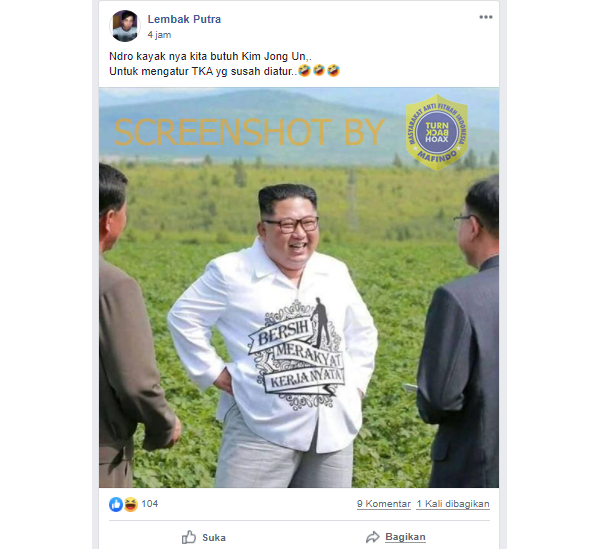 Lembak Putra
4 jam
Ndro kayak nya kita butuh Kim Jong Un,.
Untuk mengatur TKA yg susah diatur..🤣🤣🤣
SCREENSHOT BY
MASYARAKAT ANTI FITNAH INDONESIA
TURN
BACK
HOAX
MAFINDO
BERSIH
MERAKYAT
KERJA NYATA
104
9 Komentar 1 Kali dibagikan
Suka Bagikan